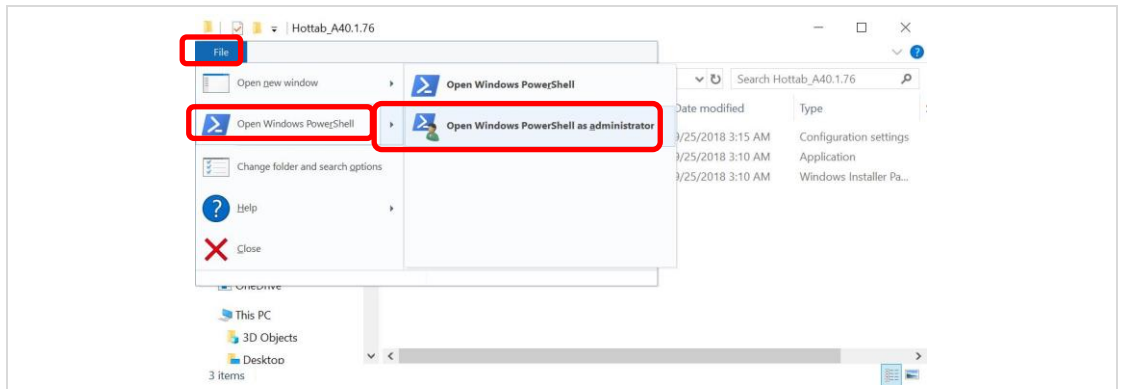 Hottab_A40.1.76
File
Open new window
Open Windows PowerShell
Change folder and search options
Help
Close
Open Windows PowerShell
Open Windows PowerShell as administrator
Search Hottab_A40.1.76
Date modified Type
9/25/2018 3:15 AM Configuration settings
9/25/2018 3:10 AM Application
9/25/2018 3:10 AM Windows Installer Pa...
OneDrive
This PC
3D Objects
Desktop
3 items